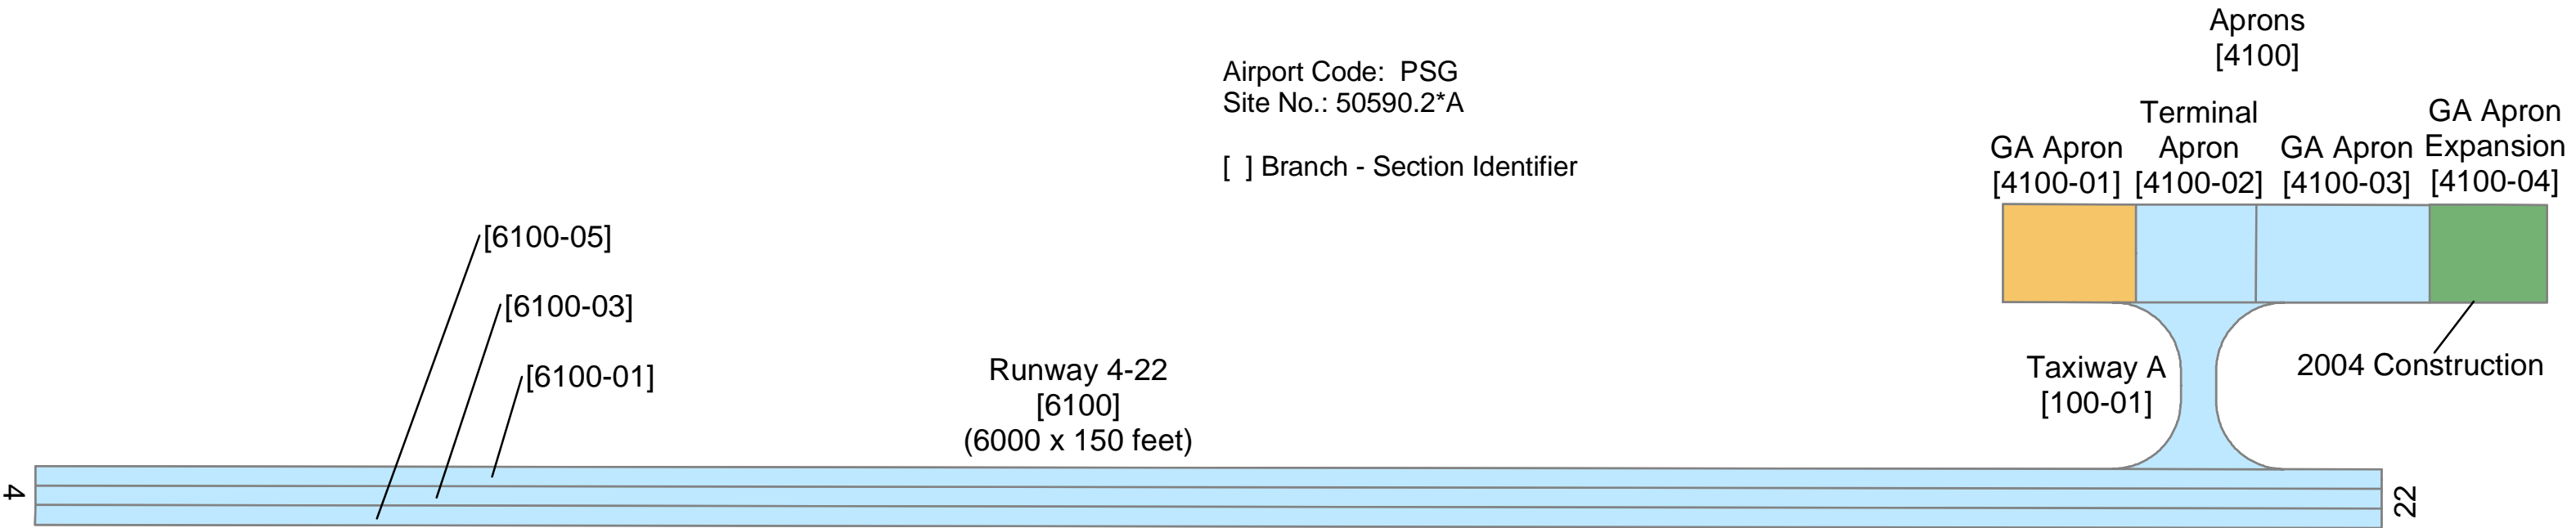 Aprons
[4100]
Airport Code:  PSG
Site No.: 50590.2*A
[  ] Branch - Section Identifier
GA Apron
[4100-01]
Terminal
Apron
[4100-02]
GA Apron
[4100-03]
GA Apron
Expansion
[4100-04]
[6100-05]
[6100-03]
[6100-01]
Runway 4-22
[6100]
(6000 x 150 feet)
Taxiway A
[100-01]
2004 Construction
4
22